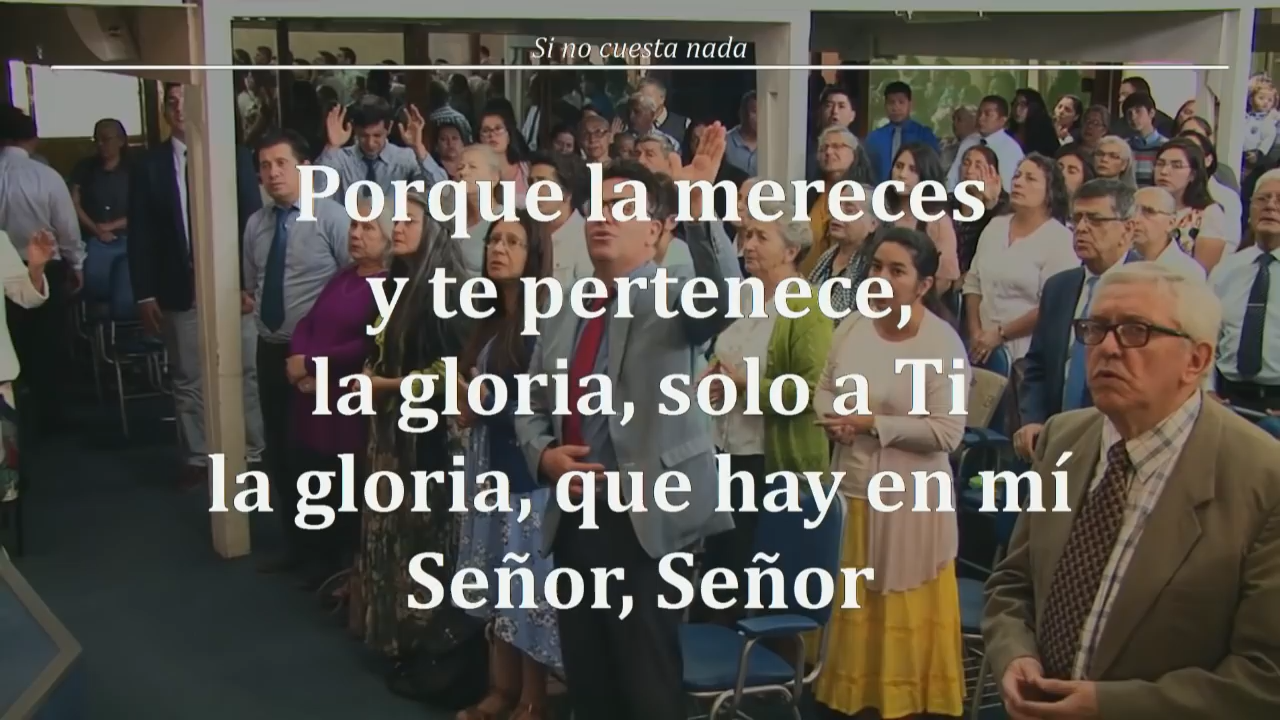 Si no cuesta nada
Porque la mereces
y te pertenece,
la gloria, solo a Ti
la gloria, que hay en mí
Señor, Señor